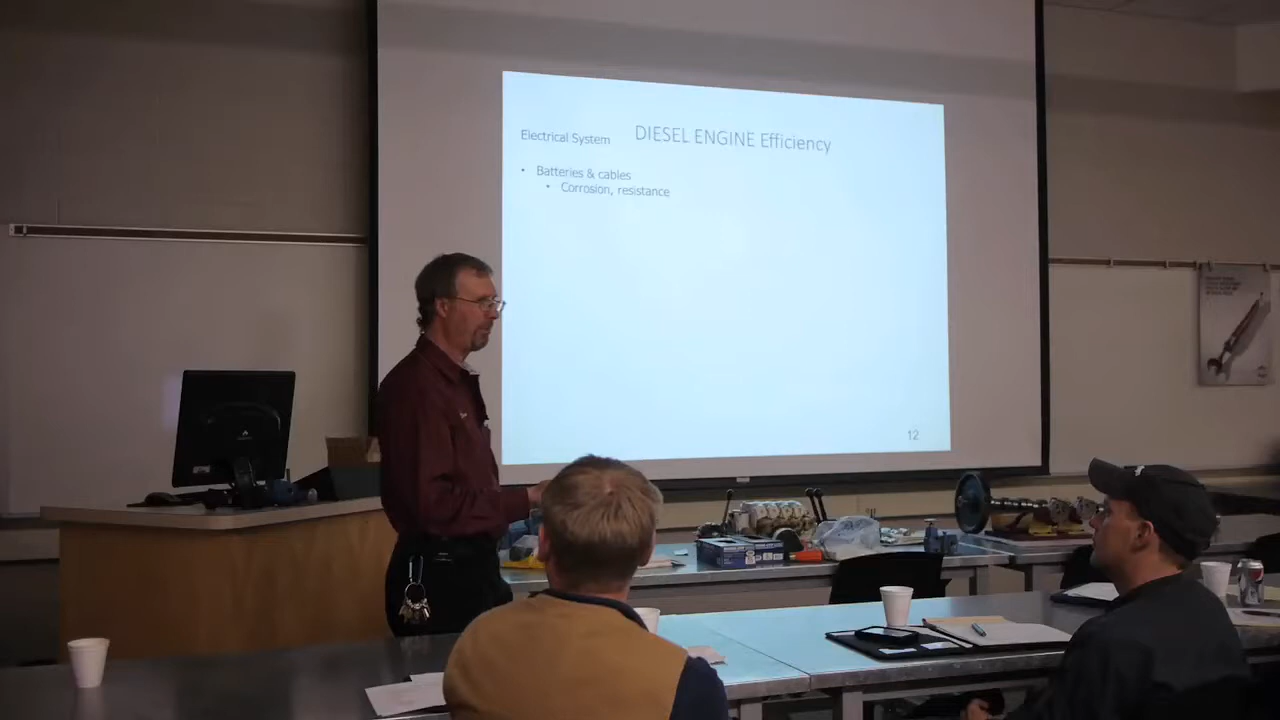 DIESEL ENGINE Efficiency
Electrical System
• Batteries & cables
• Corrosion, resistance
12